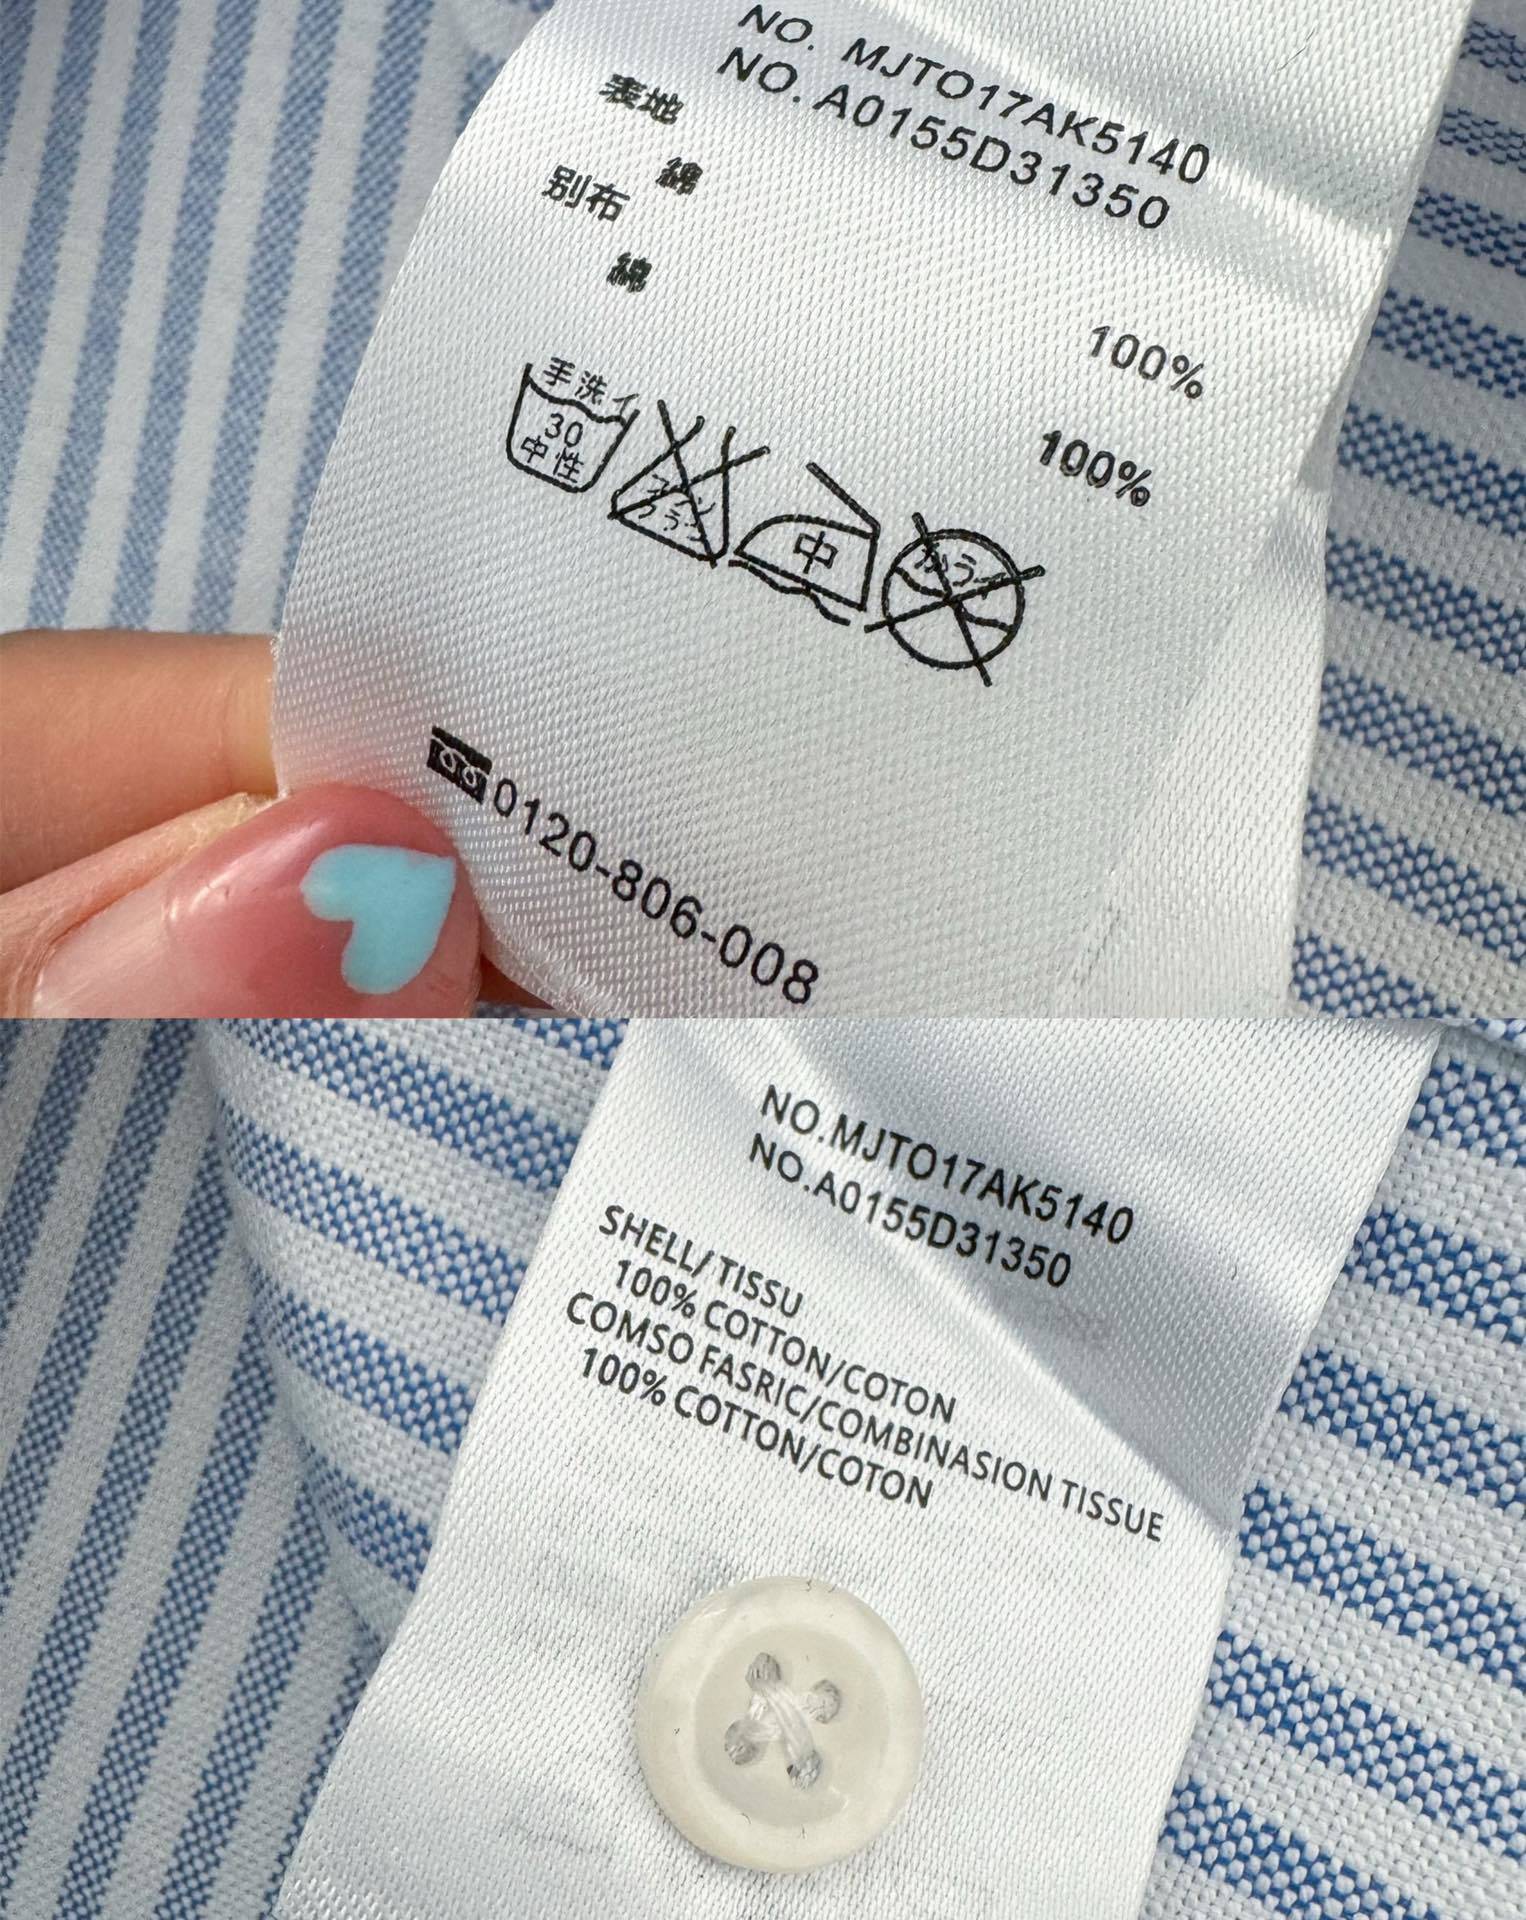 NO. MJTO17AK5140
NO. A0155D31350
表地
綿 100%
别布
綿 100%
手洗イ
30
中性
中
0120-806-008
NO.MJTO17AK5140
NO.A0155D31350
SHELL/TISSU
100% COTTON/COTON
COMSO FASRIC/COMBINASION TISSUE
100% COTTON/COTON